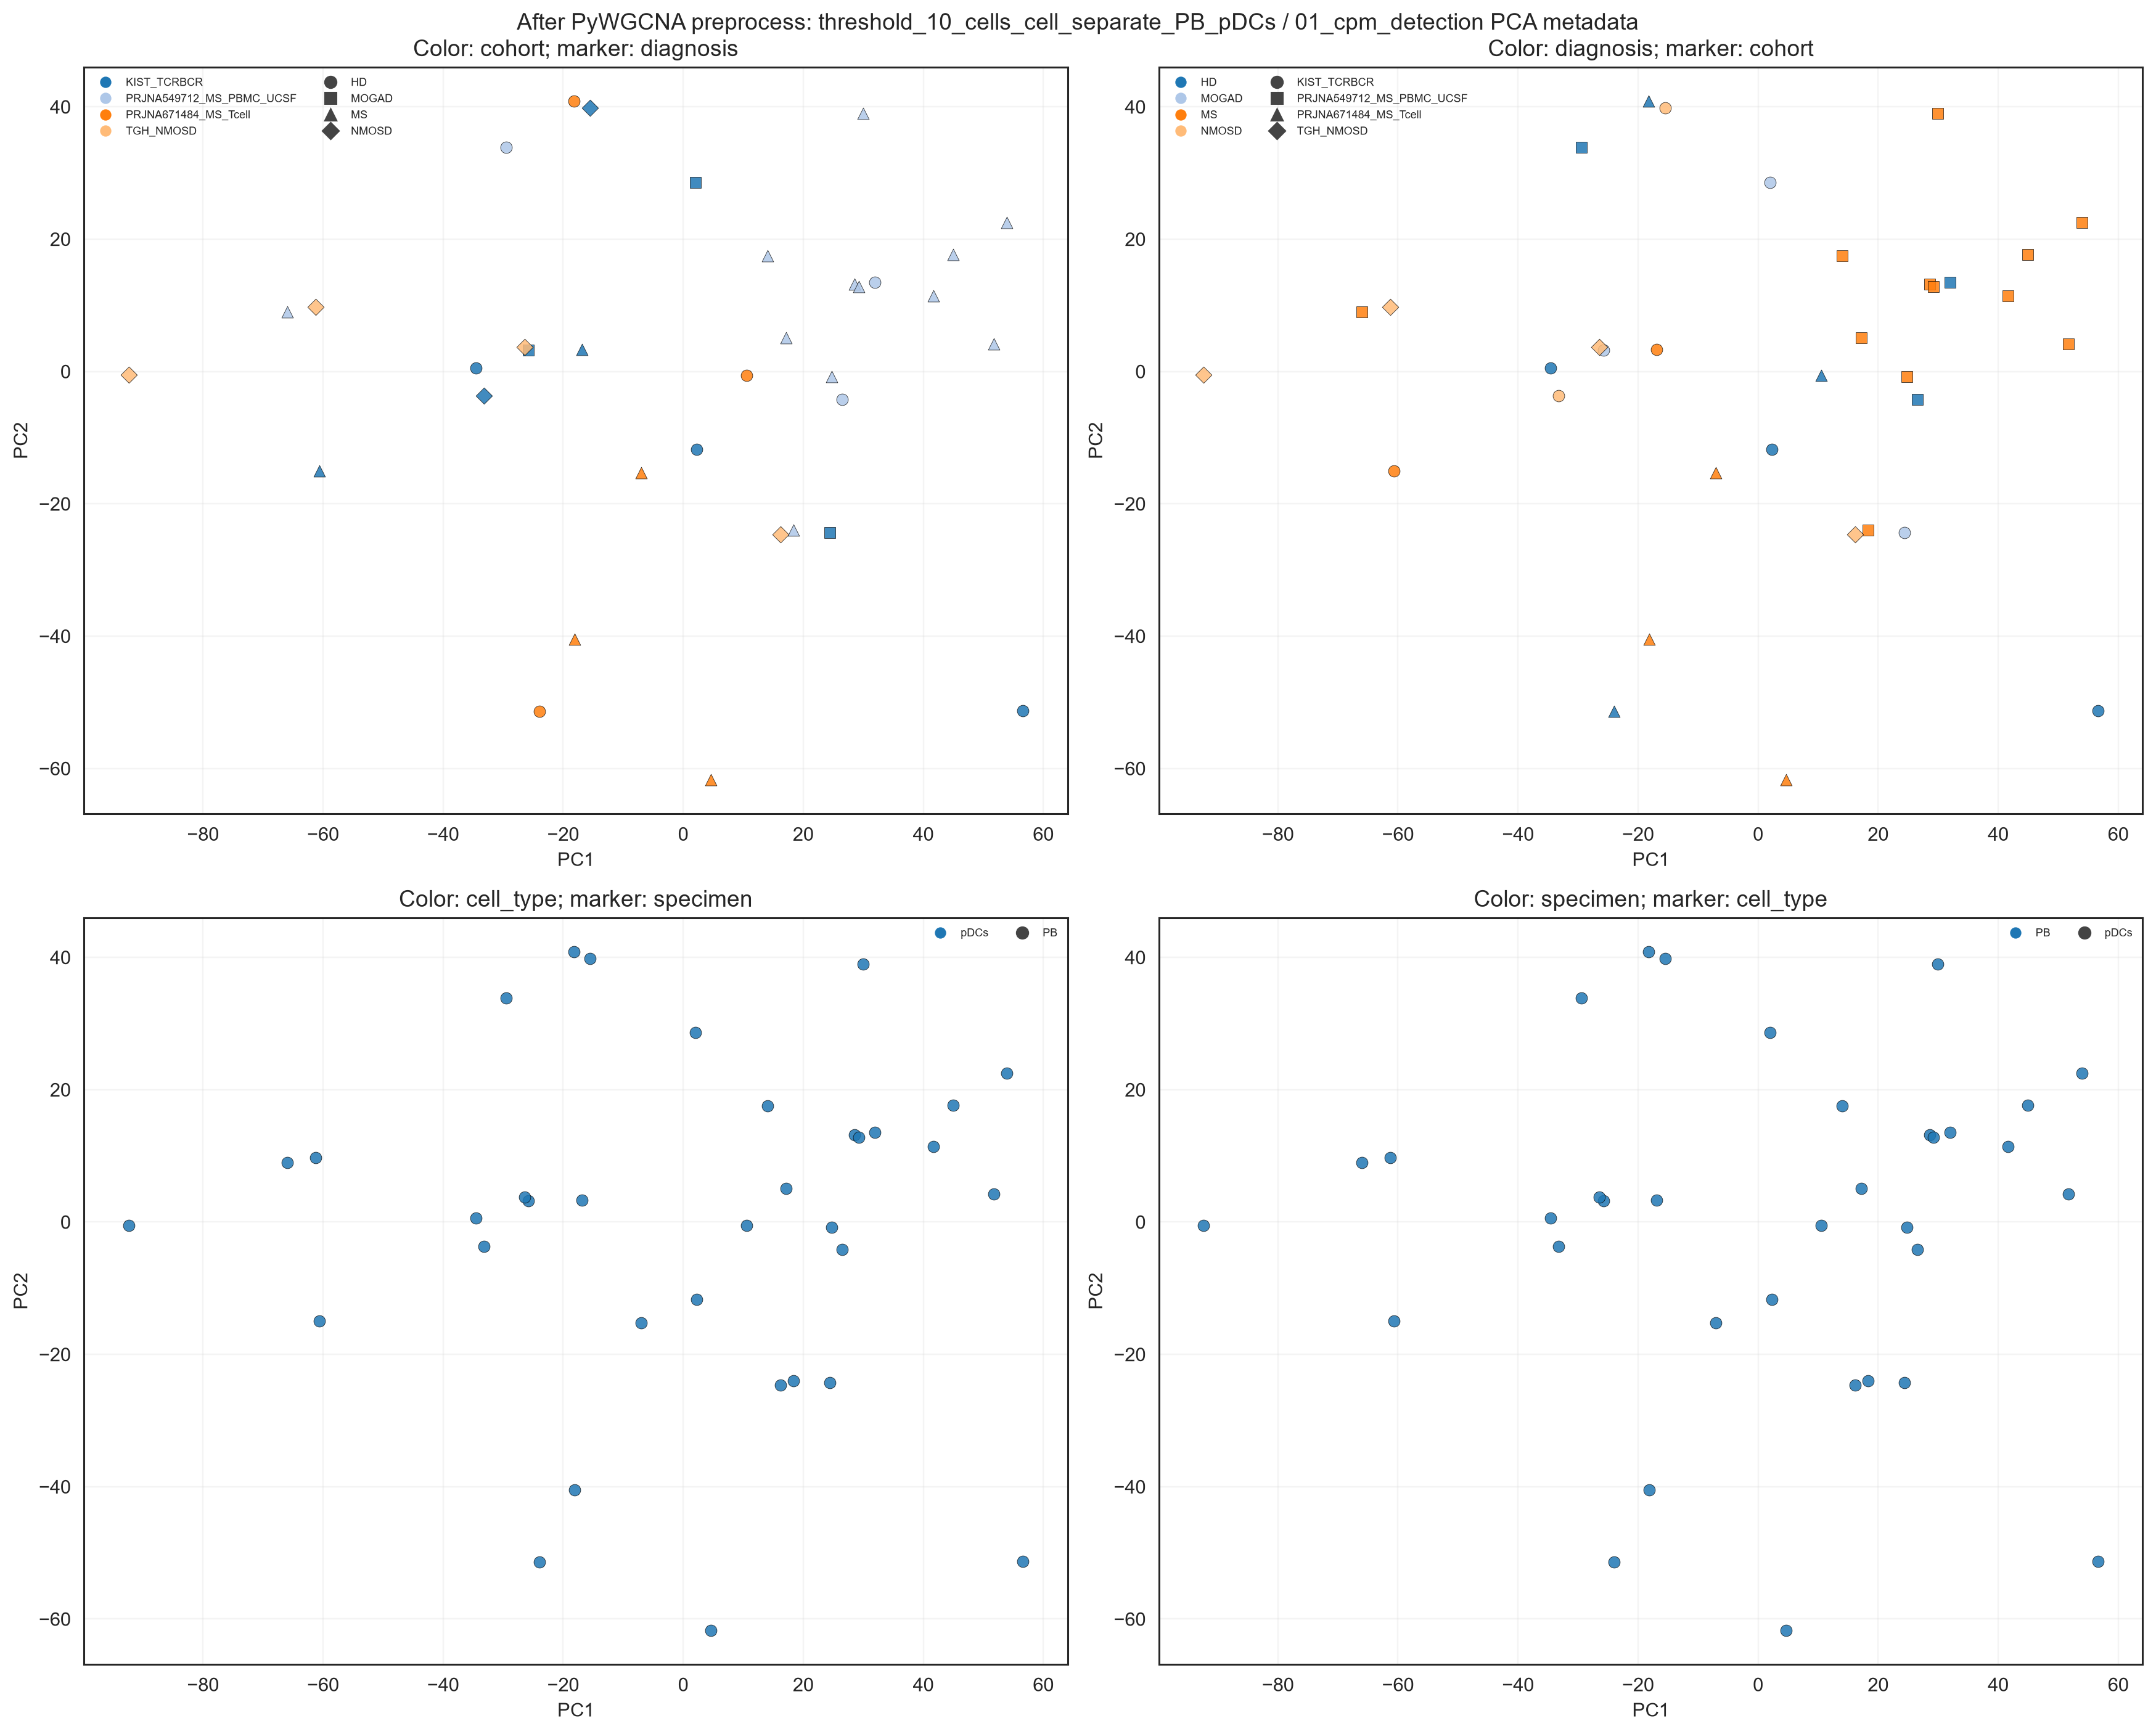 After PyWGCNA preprocess: threshold_10_cells_cell_separate_PB_pDCs / 01_cpm_detection PCA metadata
Color: cohort; marker: diagnosis
KIST_TCRBCR HD
PRJNA549712_MS_PBMC_UCSF MOGAD
PRJNA671484_MS_Tcell MS
TGH_NMOSD NMOSD
40
20
0
−20
−40
−60
PC2
−80 −60 −40 −20 0 20 40 60
PC1
Color: diagnosis; marker: cohort
HD KIST_TCRBCR
MOGAD PRJNA549712_MS_PBMC_UCSF
MS PRJNA671484_MS_Tcell
NMOSD TGH_NMOSD
40
20
0
−20
−40
−60
PC2
−80 −60 −40 −20 0 20 40 60
PC1
Color: cell_type; marker: specimen
pDCs PB
40
20
0
−20
−40
−60
PC2
−80 −60 −40 −20 0 20 40 60
PC1
Color: specimen; marker: cell_type
PB pDCs
40
20
0
−20
−40
−60
PC2
−80 −60 −40 −20 0 20 40 60
PC1